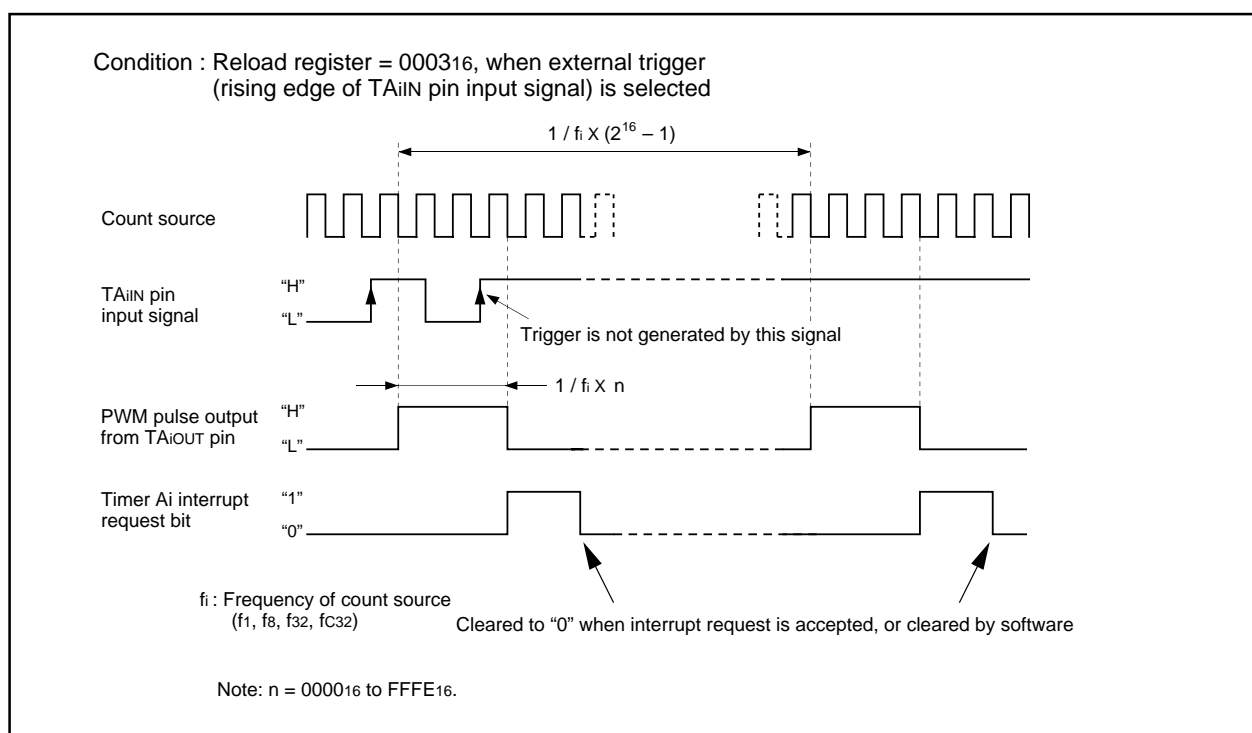 Condition : Reload register = 000316, when external trigger
(rising edge of TAiIN pin input signal) is selected
1 / fi X (2^16 – 1)
Count source
TAiIN pin
input signal
“H”
“L”
Trigger is not generated by this signal
1 / fi X n
PWM pulse output
from TAiOUT pin
“H”
“L”
Timer Ai interrupt
request bit
“1”
“0”
fi : Frequency of count source
(f1, f8, f32, fC32)
Cleared to “0” when interrupt request is accepted, or cleared by software
Note: n = 000016 to FFFE16.